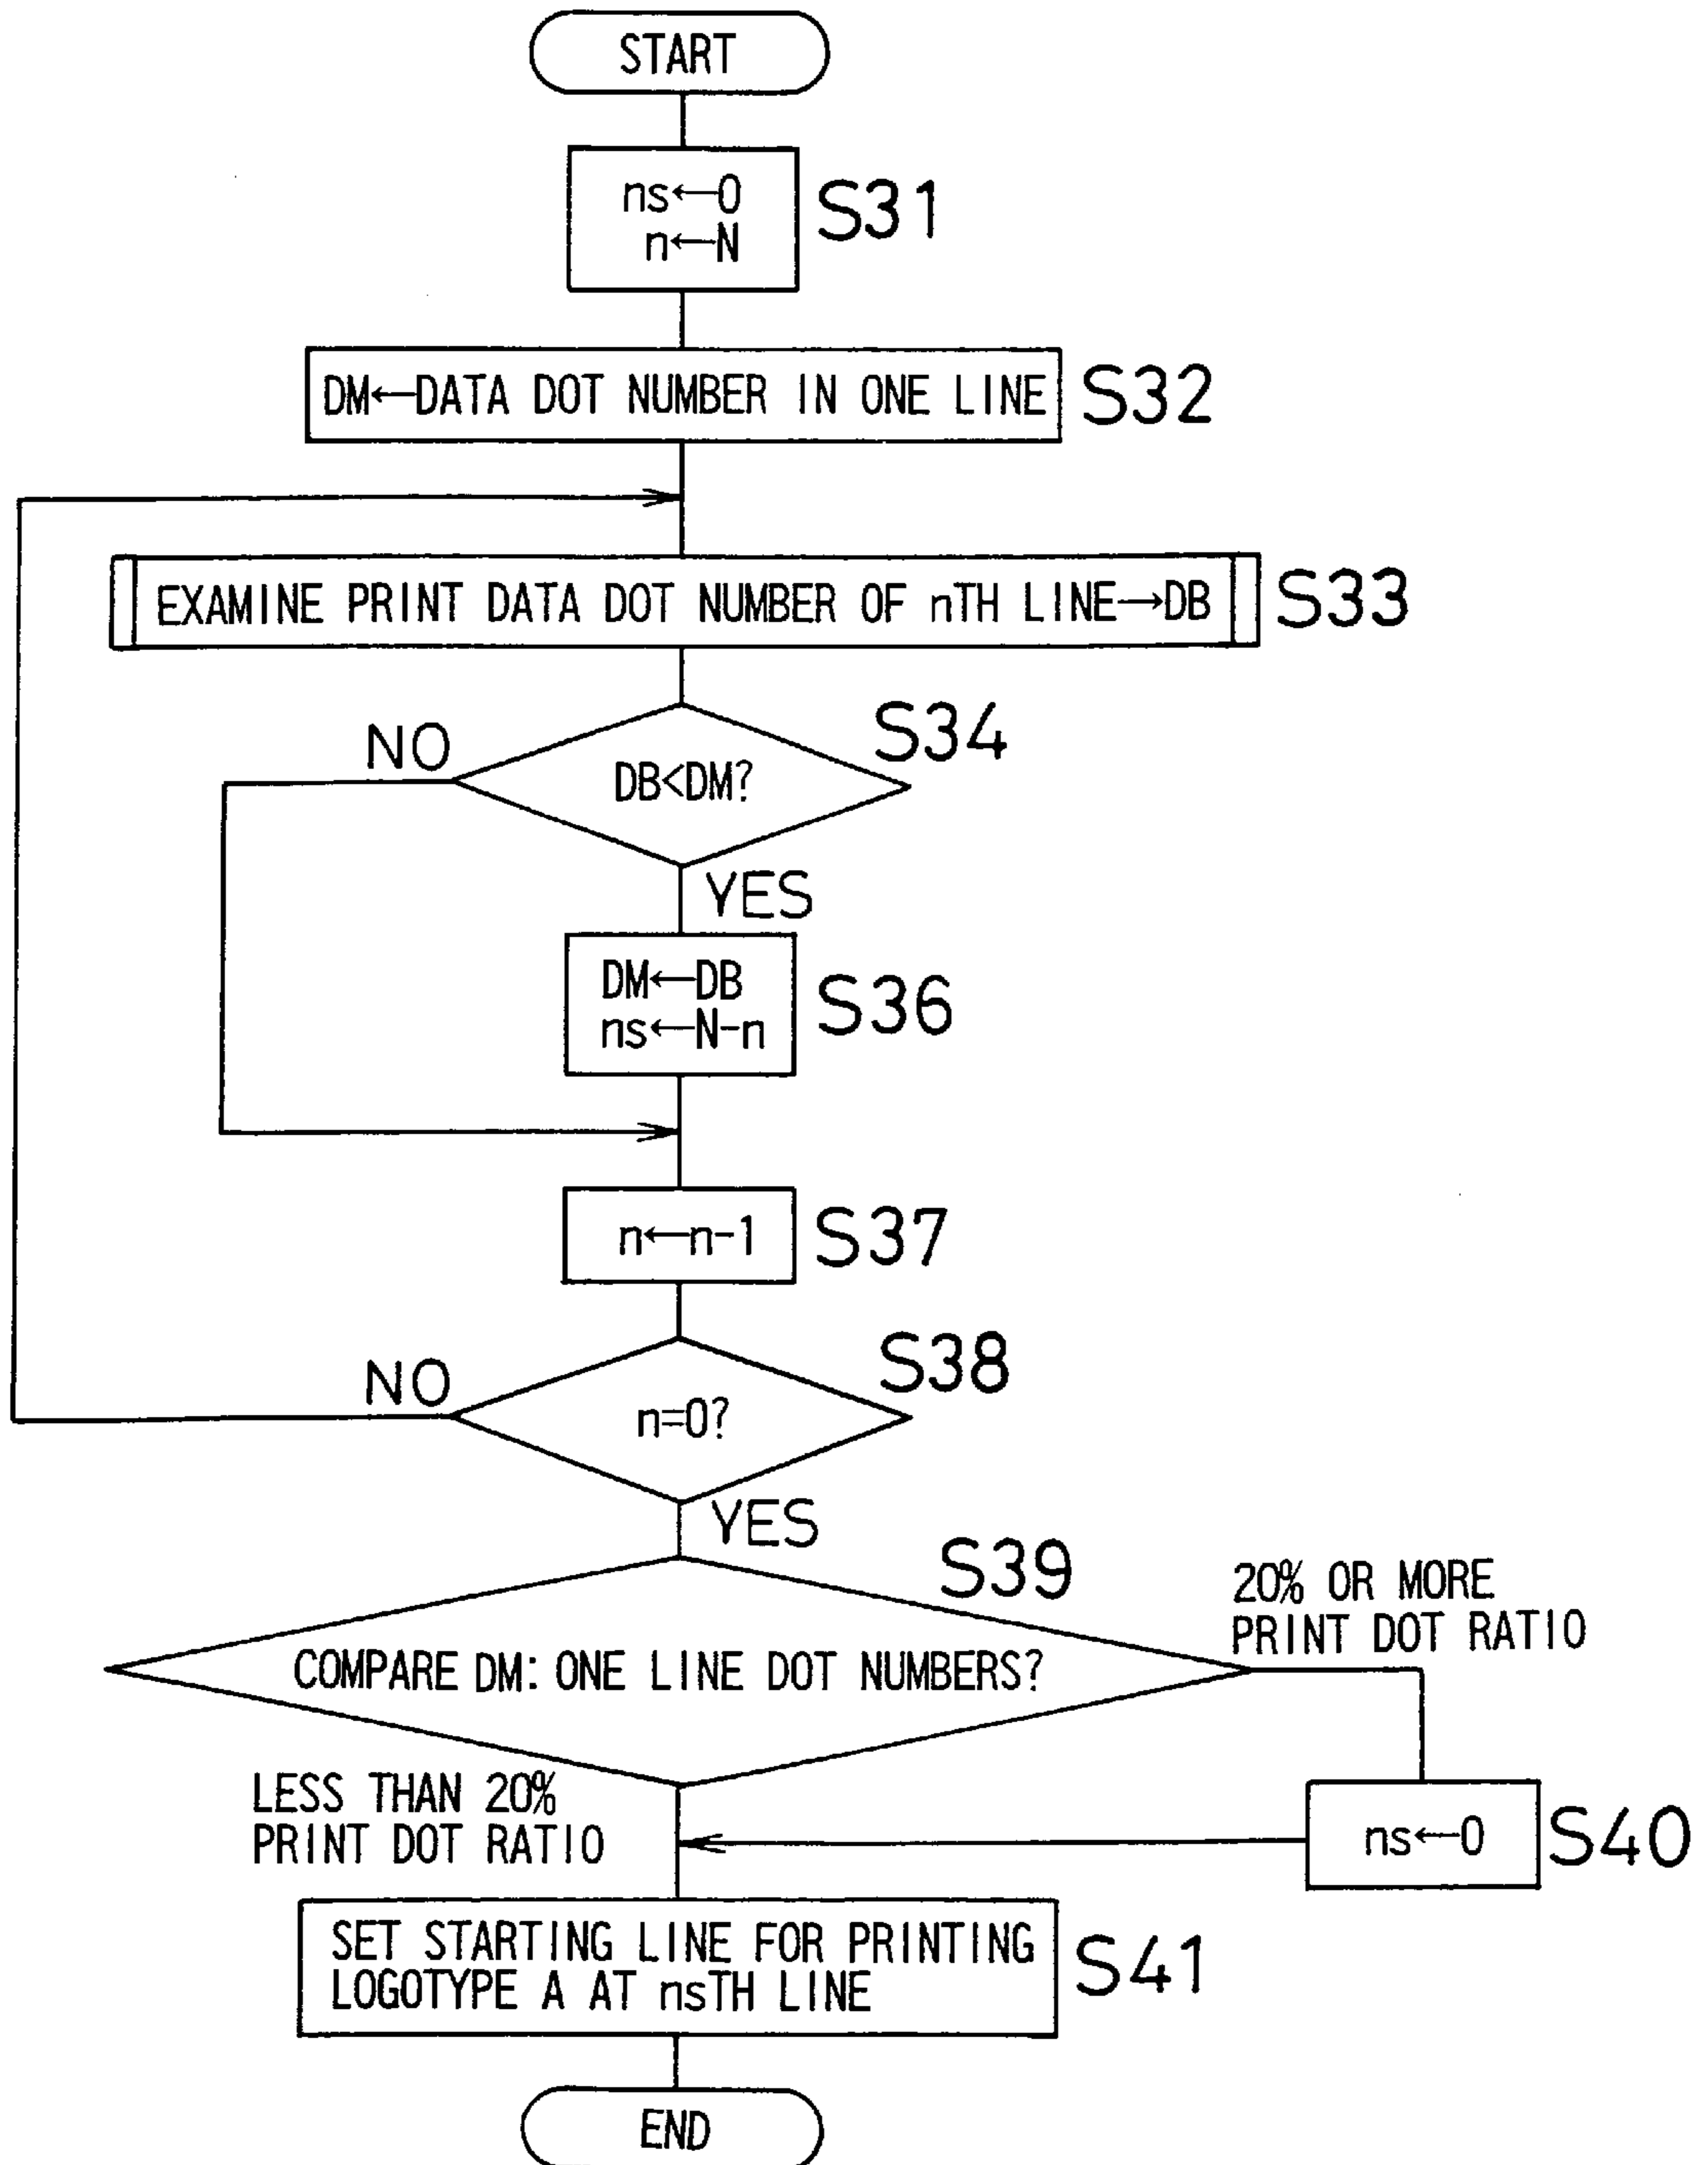 START
ns←0
n←N
S31
DM←DATA DOT NUMBER IN ONE LINE
S32
EXAMINE PRINT DATA DOT NUMBER OF nTH LINE→DB
S33
S34
NO
DB<DM?
YES
DM←DB
ns←N-n
S36
n←n-1
S37
S38
NO
n=0?
YES
S39
20% OR MORE
PRINT DOT RATIO
COMPARE DM: ONE LINE DOT NUMBERS?
LESS THAN 20%
PRINT DOT RATIO
ns←0
S40
SET STARTING LINE FOR PRINTING
LOGOTYPE A AT nsTH LINE
S41
END